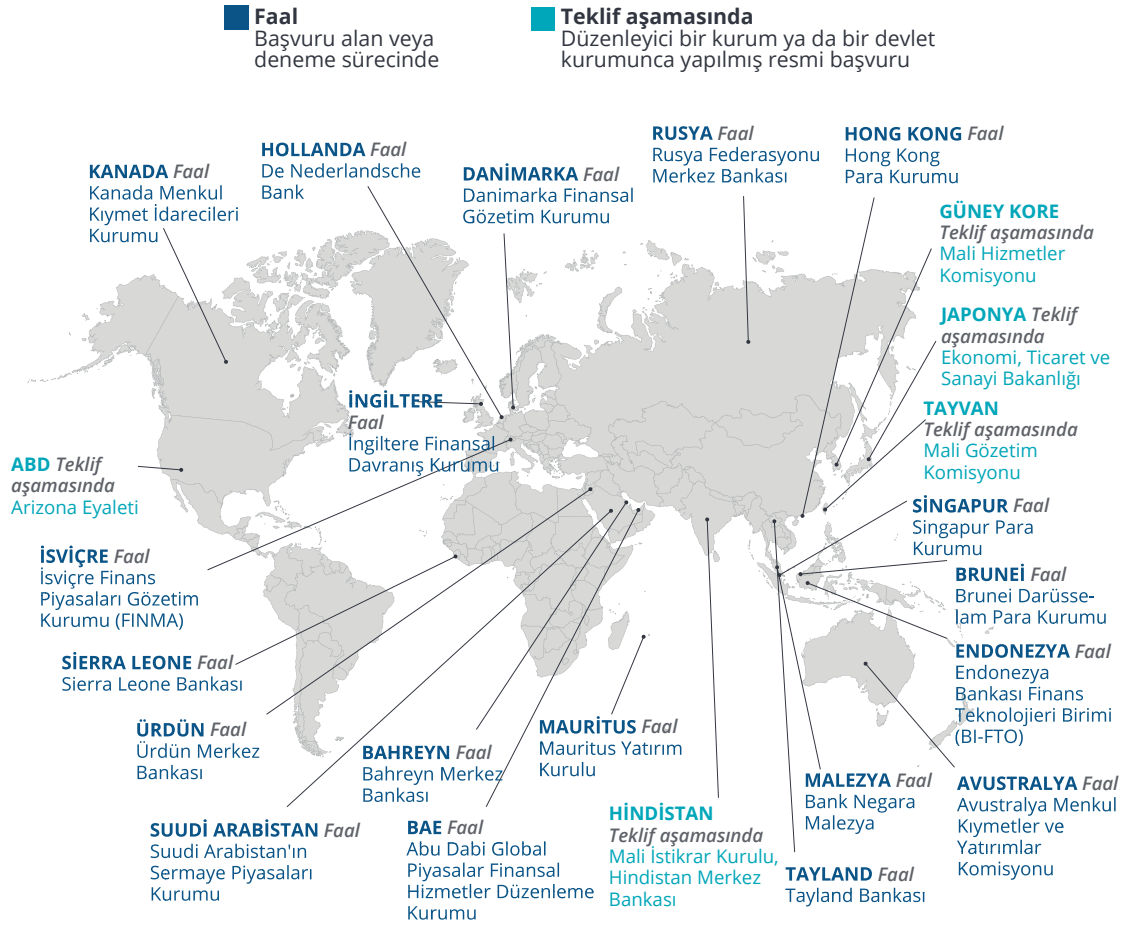 Faal
Başvuru alan veya
deneme sürecinde
Teklif aşamasında
Düzenleyici bir kurum ya da bir devlet
kurumunca yapılmış resmi başvuru
KANADA Faal
Kanada Menkul
Kıymet İdarecileri
Kurumu
HOLLANDA Faal
De Nederlandsche
Bank
DANİMARKA Faal
Danimarka Finansal
Gözetim Kurumu
RUSYA Faal
Rusya Federasyonu
Merkez Bankası
HONG KONG Faal
Hong Kong
Para Kurumu
GÜNEY KORE
Teklif aşamasında
Mali Hizmetler
Komisyonu
JAPONYA Teklif
aşamasında
Ekonomi, Ticaret ve
Sanayi Bakanlığı
İNGİLTERE
Faal
İngiltere Finansal
Davranış Kurumu
TAYVAN
Teklif aşamasında
Mali Gözetim
Komisyonu
ABD Teklif
aşamasında
Arizona Eyaleti
SİNGAPUR Faal
Singapur Para
Kurumu
İSVİÇRE Faal
İsviçre Finans
Piyasaları Gözetim
Kurumu (FINMA)
BRUNEİ Faal
Brunei Darüsse-
lam Para Kurumu
SİERRA LEONE Faal
Sierra Leone Bankası
ENDONEZYA Faal
Endonezya
Bankası Finans
Teknolojieri Birimi
(BI-FTO)
ÜRDÜN Faal
Ürdün Merkez
Bankası
BAHREYN Faal
Bahreyn Merkez
Bankası
MAURİTUS Faal
Mauritus Yatırım
Kurulu
MALEZYA Faal
Bank Negara
Malezya
AVUSTRALYA Faal
Avustralya Menkul
Kıymetler ve
Yatırımlar
Komisyonu
SUUDİ ARABİSTAN Faal
Suudi Arabistan'ın
Sermaye Piyasaları
Kurumu
BAE Faal
Abu Dabi Global
Piyasalar Finansal
Hizmetler Düzenleme
Kurumu
HİNDİSTAN
Teklif aşamasında
Mali İstikrar Kurulu,
Hindistan Merkez
Bankası
TAYLAND Faal
Tayland Bankası